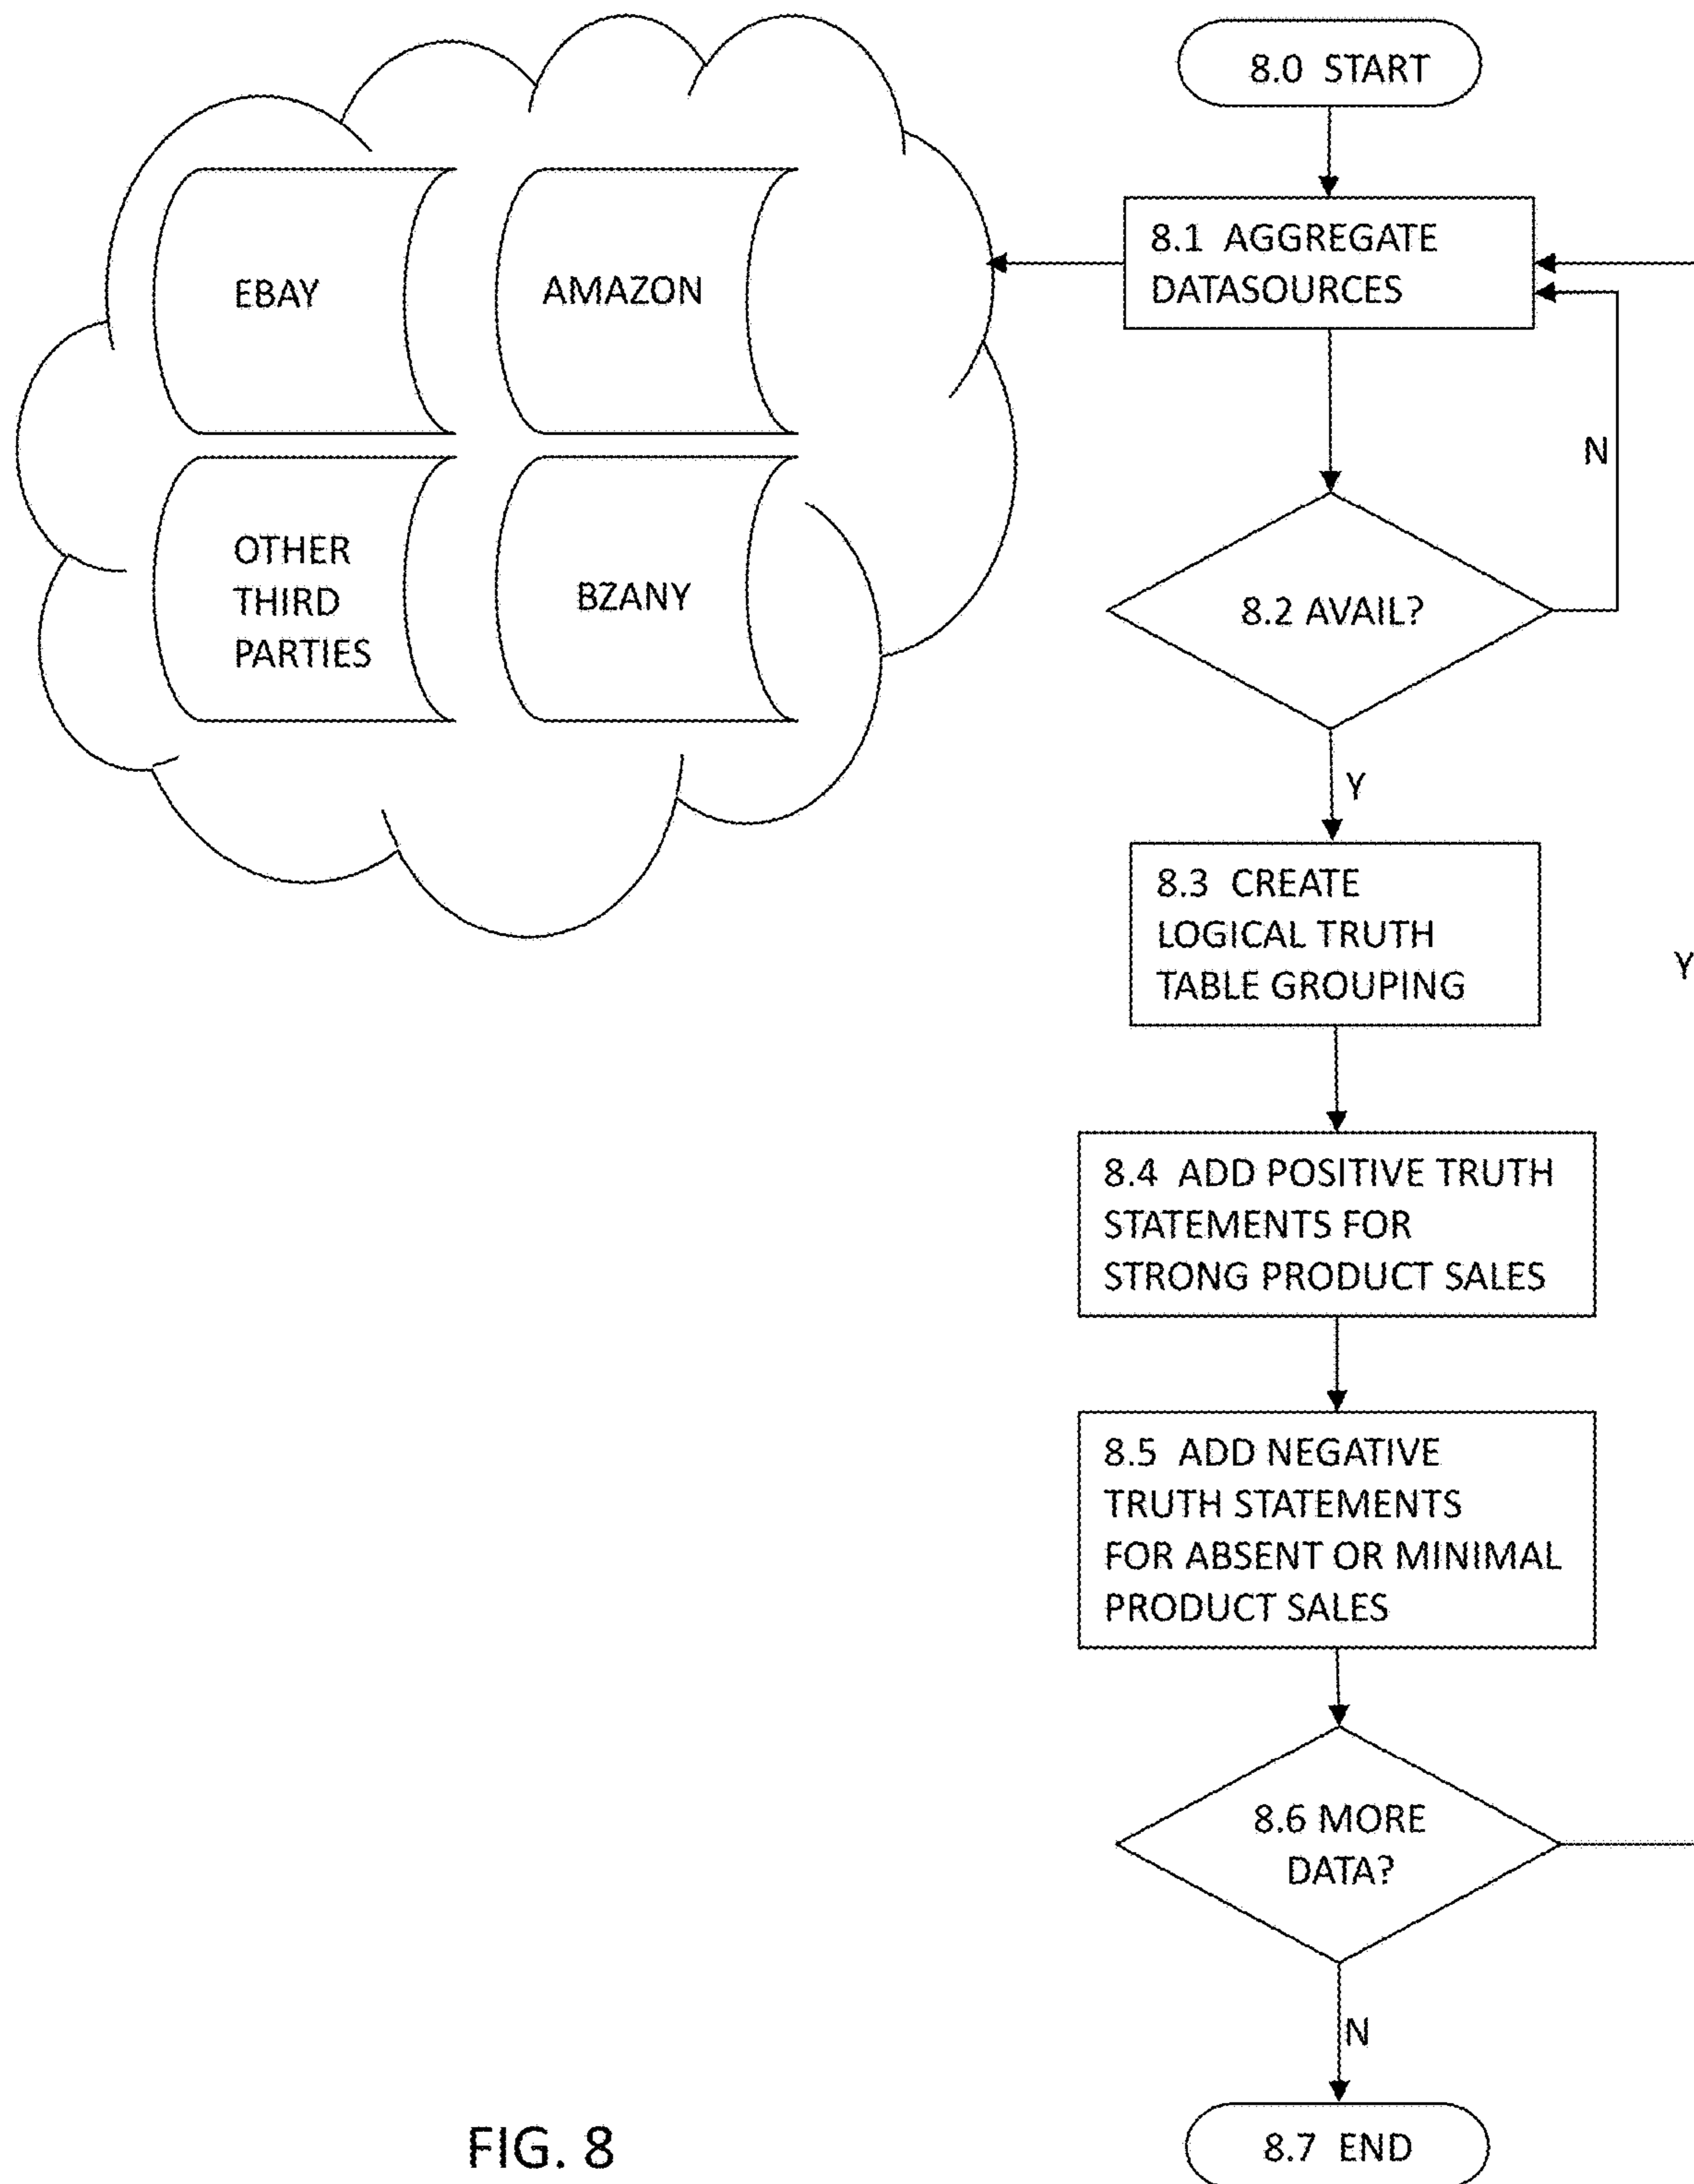 8.0 START
8.1 AGGREGATE
DATASOURCES
EBAY
AMAZON
OTHER
THIRD
PARTIES
BZANY
N
8.2 AVAIL?
Y
8.3 CREATE
LOGICAL TRUTH
TABLE GROUPING
Y
8.4 ADD POSITIVE TRUTH
STATEMENTS FOR
STRONG PRODUCT SALES
8.5 ADD NEGATIVE
TRUTH STATEMENTS
FOR ABSENT OR MINIMAL
PRODUCT SALES
8.6 MORE
DATA?
N
8.7 END
FIG. 8